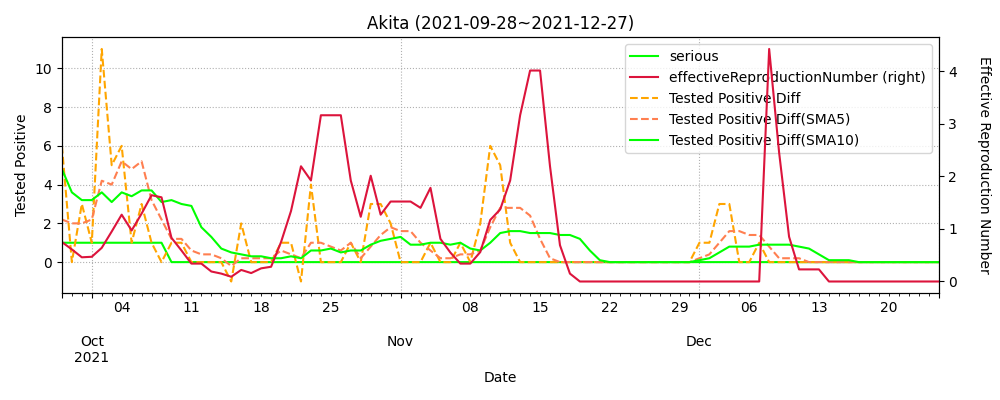 Akita (2021-09-28~2021-12-27)
serious
effectiveReproductionNumber (right)
Tested Positive Diff
Tested Positive Diff(SMA5)
Tested Positive Diff(SMA10)
Tested Positive
10
8
6
4
2
0
Effective Reproduction Number
4
3
2
1
0
04 11 18 25 08 15 22 29 06 13 20
Oct Nov Dec
2021
Date